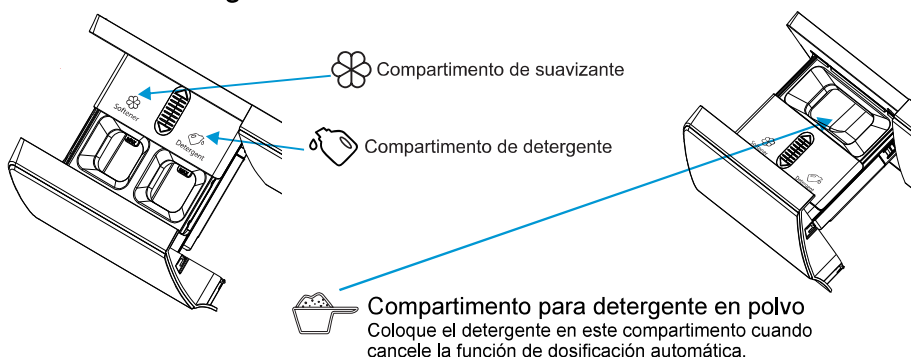 Compartimento de suavizante
Softener
Detergent
Compartimento de detergente
Compartimento para detergente en polvo
Coloque el detergente en este compartimento cuando
cancele la función de dosificación automática.